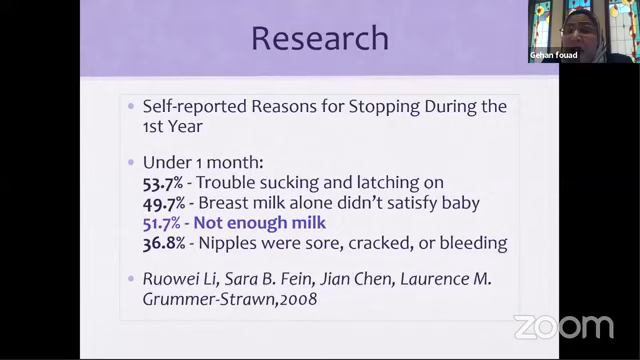 Research
Gehan fouad
• Self-reported Reasons for Stopping During the
1st Year
• Under 1 month:
53.7% - Trouble sucking and latching on
49.7% - Breast milk alone didn't satisfy baby
51.7% - Not enough milk
36.8% - Nipples were sore, cracked, or bleeding
• Ruowei Li, Sara B. Fein, Jian Chen, Laurence M.
Grummer-Strawn,2008
zoom